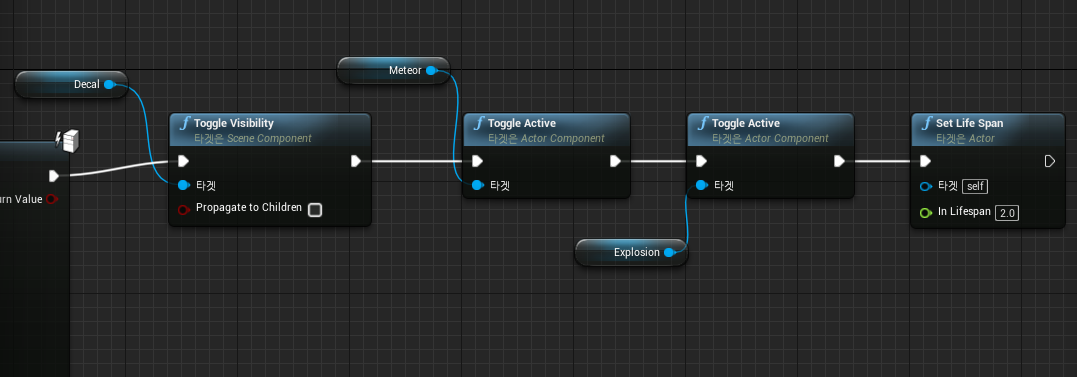 Decal
Meteor
Toggle Visibility
타겟은 Scene Component
타겟
Propagate to Children
Toggle Active
타겟은 Actor Component
타겟
Toggle Active
타겟은 Actor Component
타겟
Set Life Span
타겟은 Actor
타겟 self
In Lifespan 2.0
urn Value
Explosion